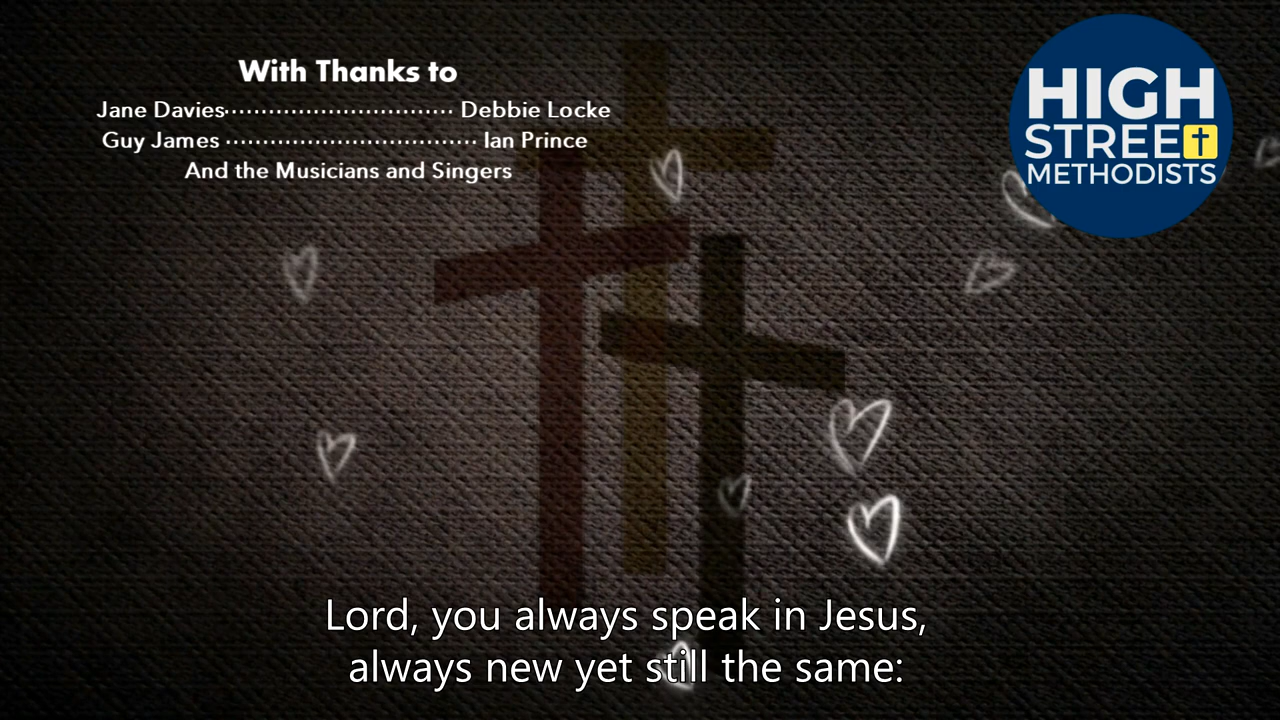 With Thanks to
Jane Davies................................ Debbie Locke
Guy James ................................... Ian Prince
And the Musicians and Singers
HIGH
STREET
METHODISTS
Lord, you always speak in Jesus,
always new yet still the same: